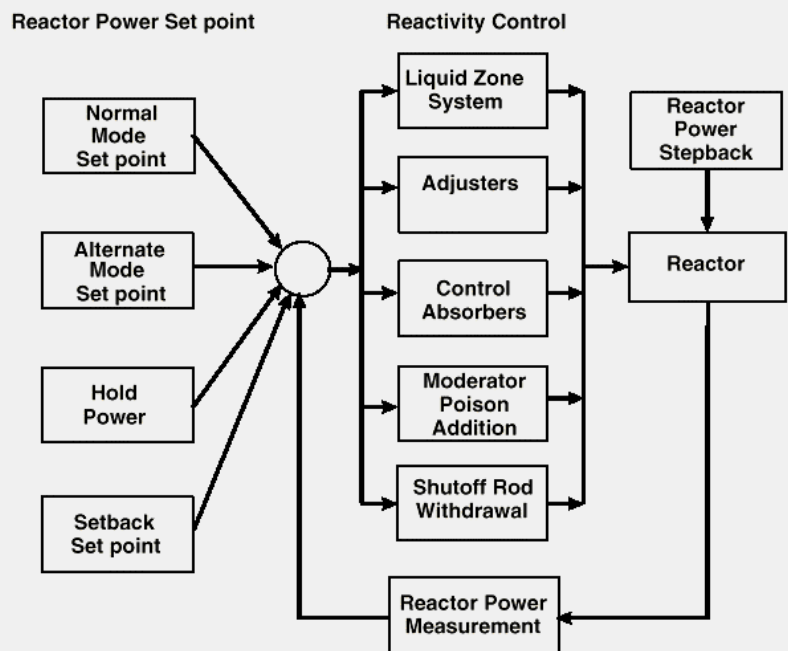 Reactor Power Set point
Reactivity Control
Normal
Mode
Set point
Alternate
Mode
Set point
Hold
Power
Setback
Set point
Liquid Zone
System
Adjusters
Control
Absorbers
Moderator
Poison
Addition
Shutoff Rod
Withdrawal
Reactor
Power
Stepback
Reactor
Reactor Power
Measurement